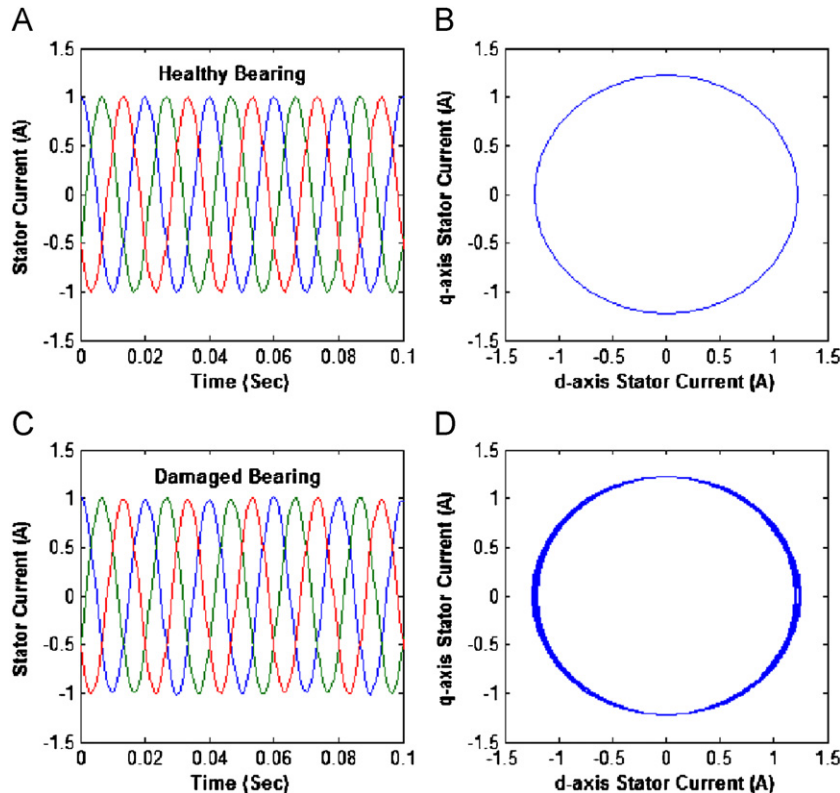 A
Healthy Bearing
Stator Current (A)
1.5
1
0.5
0
-0.5
-1
-1.5
0 0.02 0.04 0.06 0.08 0.1
Time (Sec)
B
q-axis Stator Current (A)
1.5
1
0.5
0
-0.5
-1
-1.5
-1.5 -1 -0.5 0 0.5 1 1.5
d-axis Stator Current (A)
C
Damaged Bearing
Stator Current (A)
1.5
1
0.5
0
-0.5
-1
-1.5
0 0.02 0.04 0.06 0.08 0.1
Time (Sec)
D
q-axis Stator Current (A)
1.5
1
0.5
0
-0.5
-1
-1.5
-1.5 -1 -0.5 0 0.5 1 1.5
d-axis Stator Current (A)